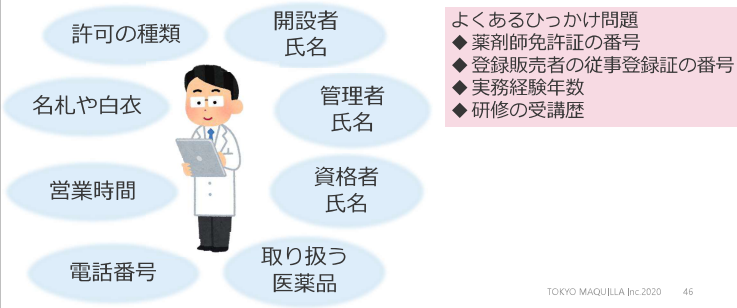 許可の種類
開設者
氏名
名札や白衣
管理者
氏名
営業時間
資格者
氏名
電話番号
取り扱う
医薬品
よくあるひっかけ問題
◆ 薬剤師免許証の番号
◆ 登録販売者の従事登録証の番号
◆ 実務経験年数
◆ 研修の受講歴
TOKYO MAQUILLA Inc.2020 46